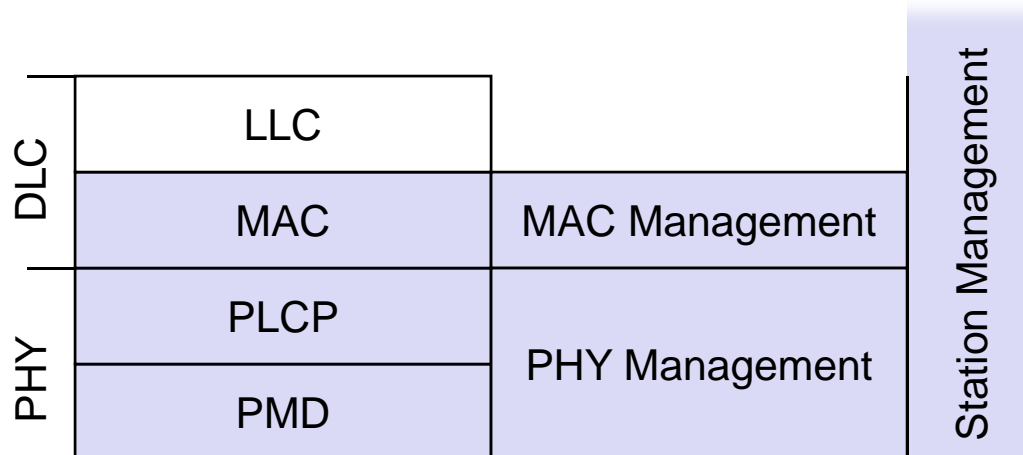 DLC
LLC
MAC
MAC Management
PHY
PLCP
PMD
PHY Management
Station Management